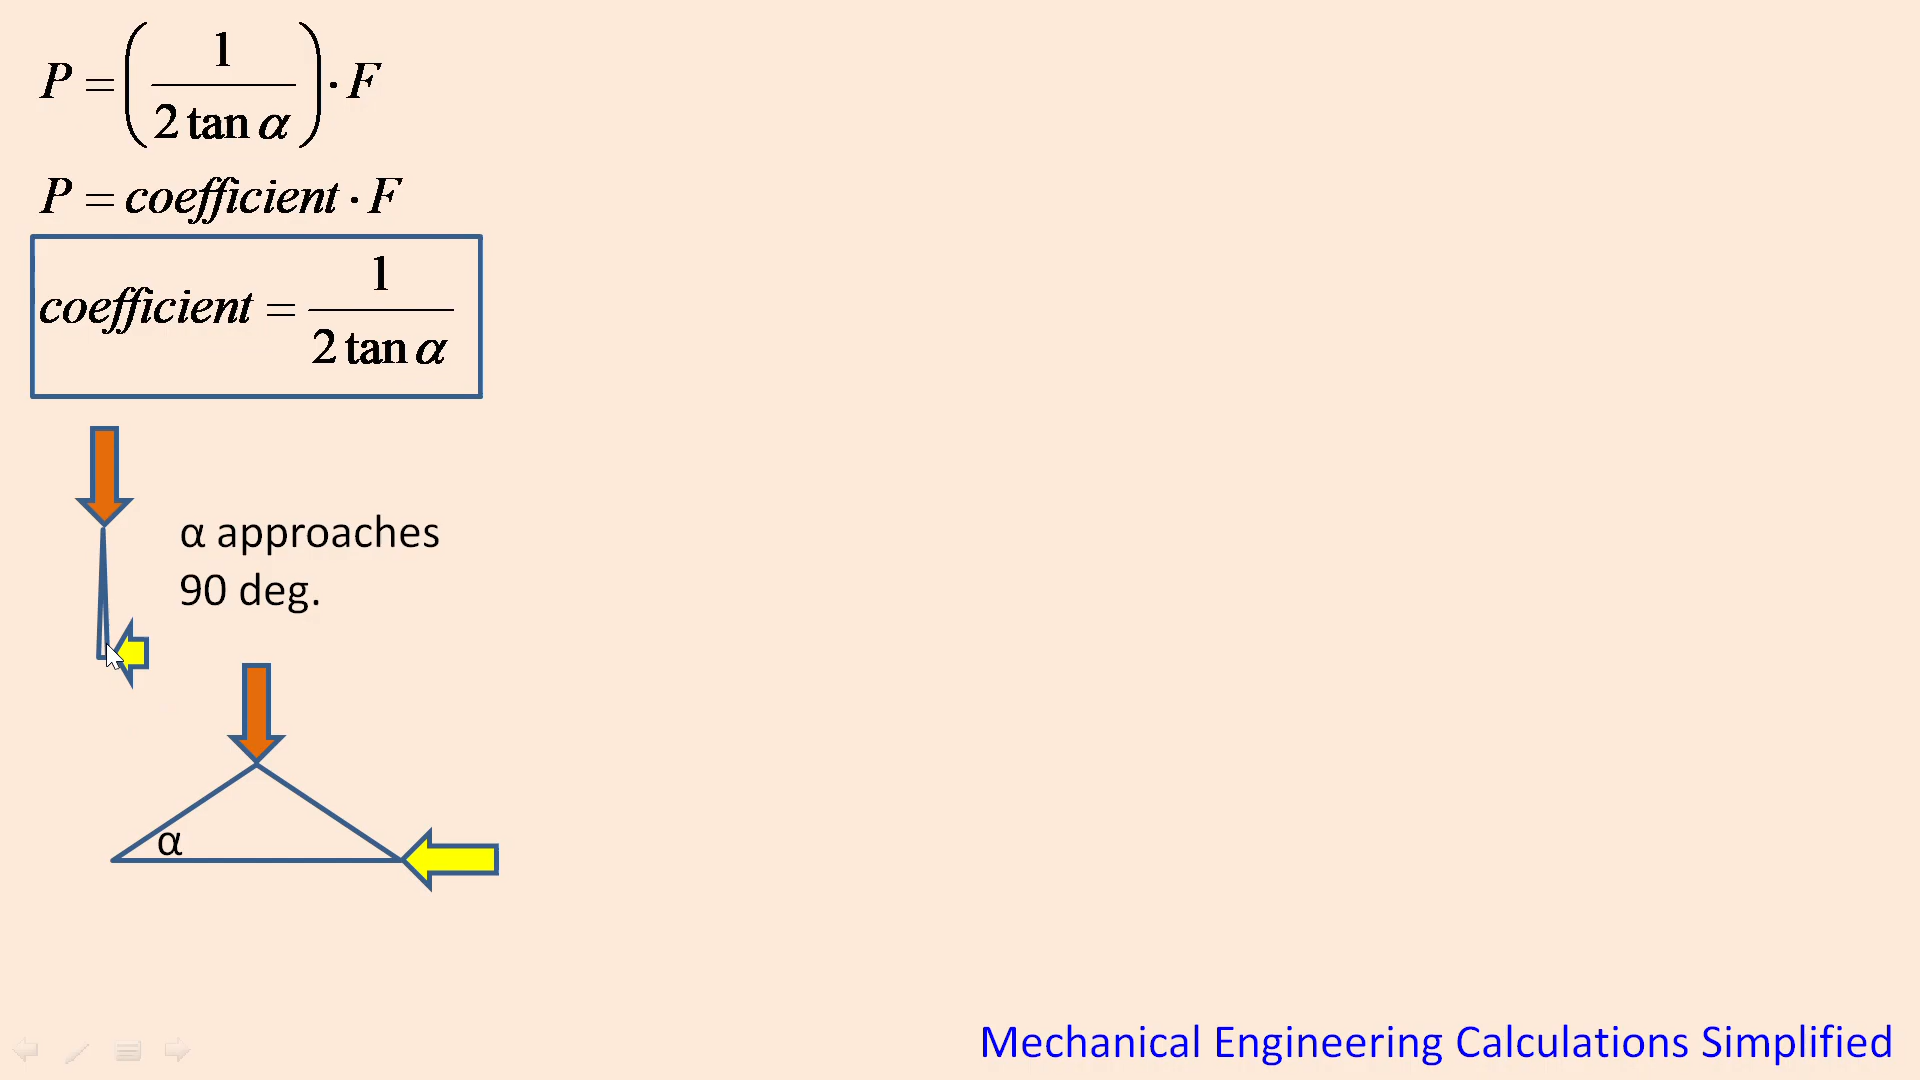 P = (1 / 2 tan α) · F
P = coefficient · F
coefficient = 1 / 2 tan α
α approaches
90 deg.
α
Mechanical Engineering Calculations Simplified